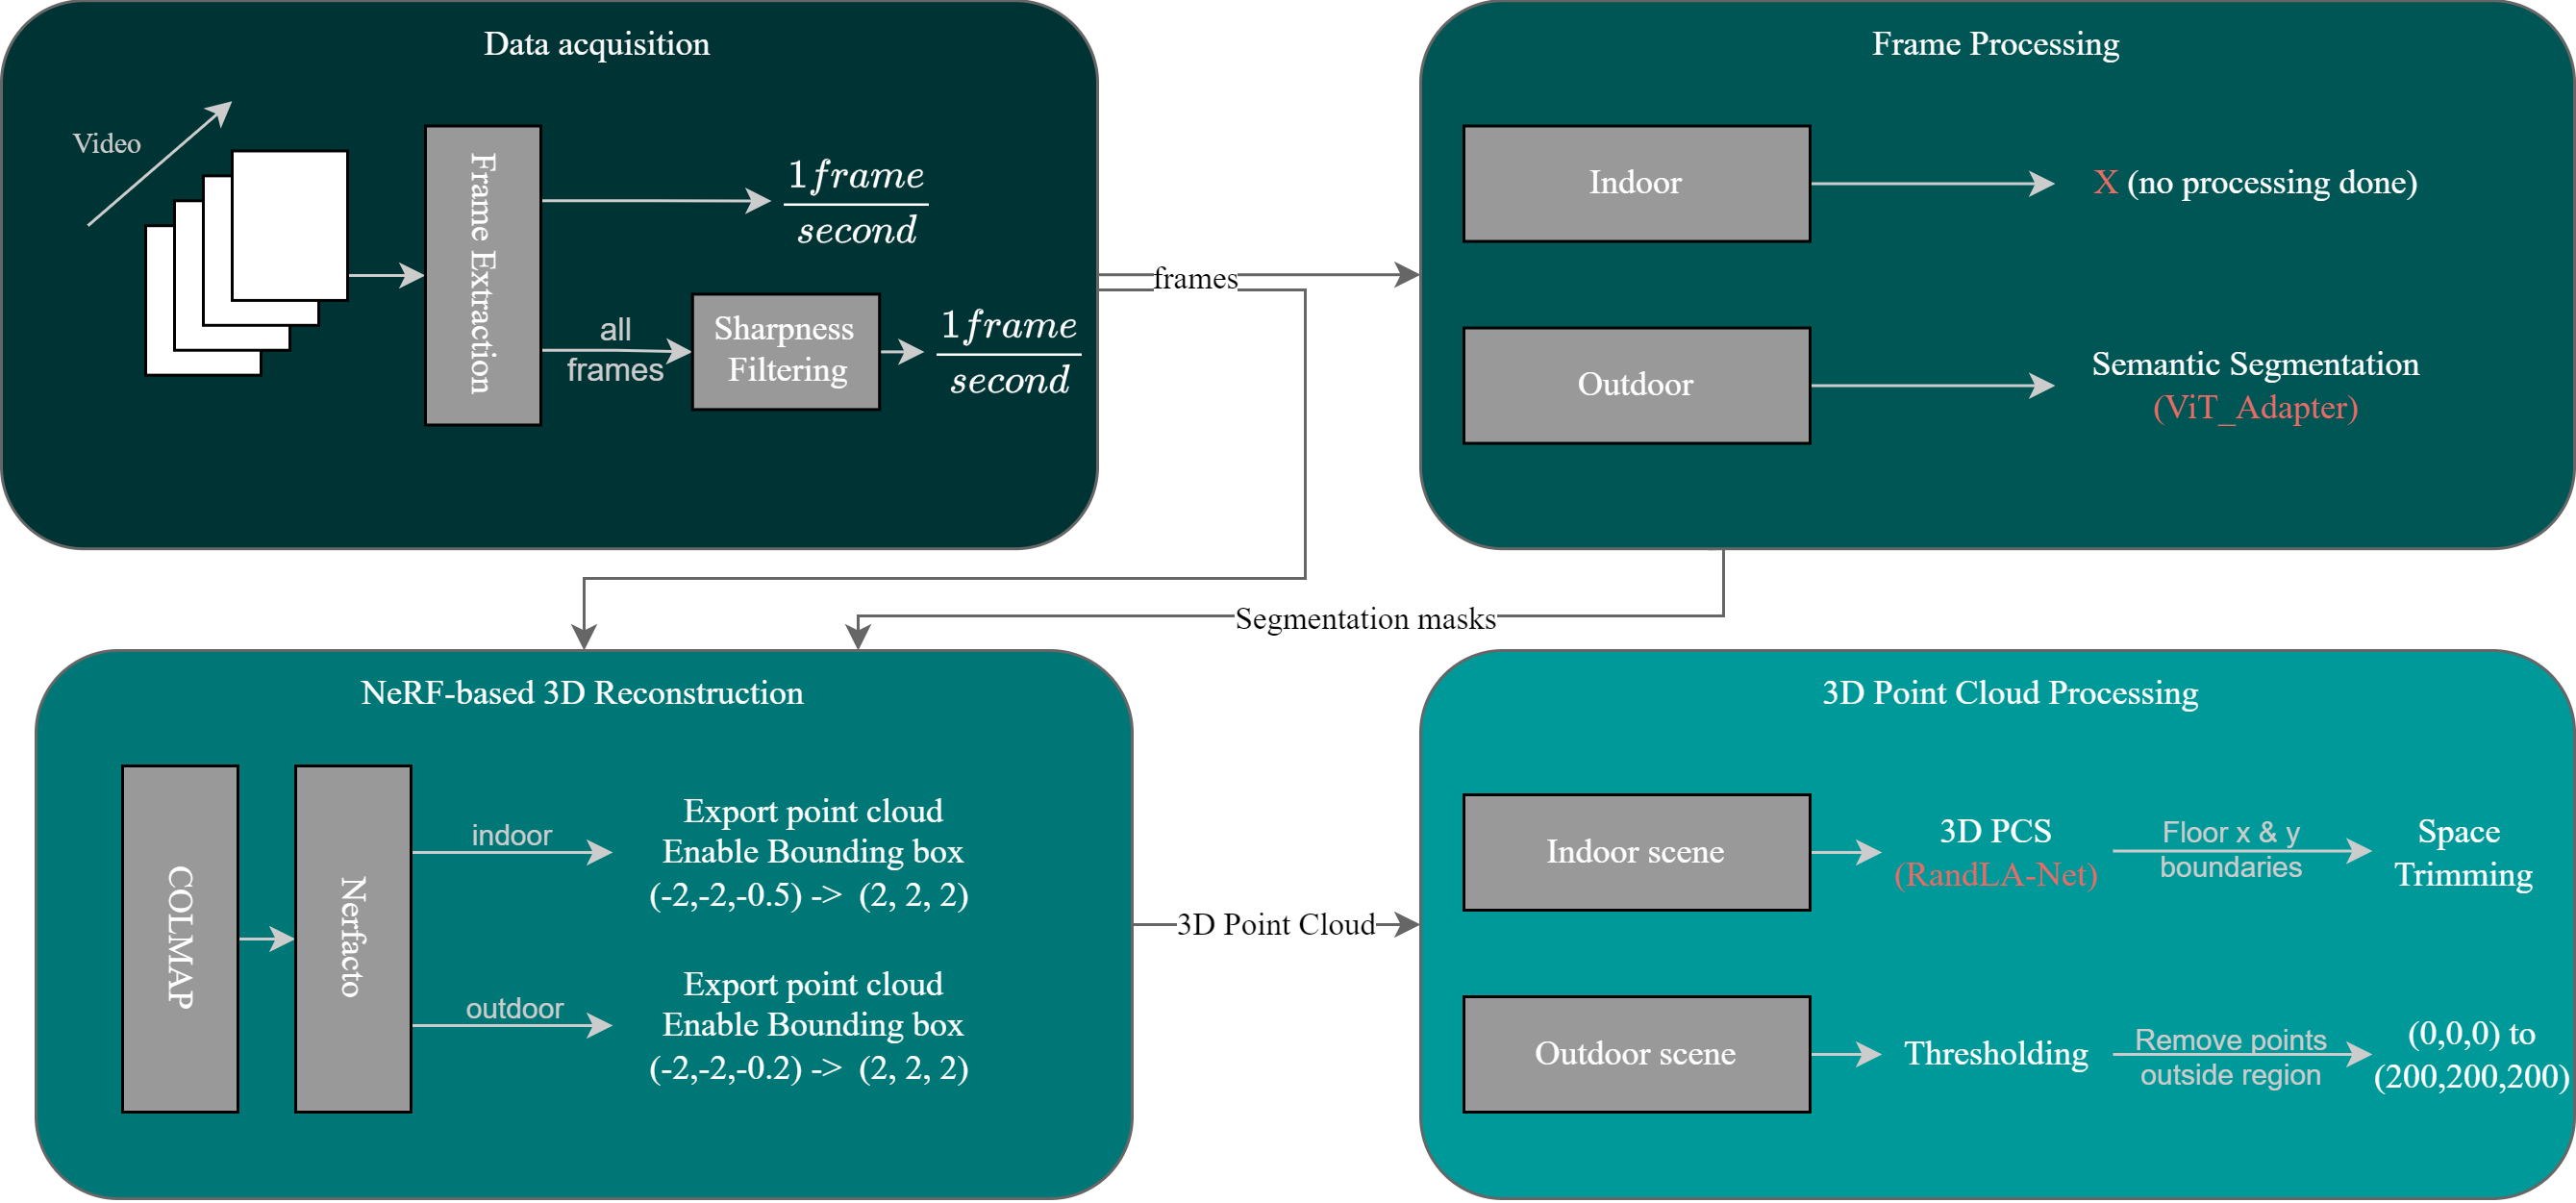 Data acquisition
Video
Frame Extraction
1 frame
second
all
frames
Sharpness
Filtering
1 frame
second
frames
Frame Processing
Indoor
X (no processing done)
Outdoor
Semantic Segmentation
(ViT_Adapter)
Segmentation masks
NeRF-based 3D Reconstruction
COLMAP
Nerfacto
indoor
Export point cloud
Enable Bounding box
(-2,-2,-0.5) -> (2, 2, 2)
outdoor
Export point cloud
Enable Bounding box
(-2,-2,-0.2) -> (2, 2, 2)
3D Point Cloud
3D Point Cloud Processing
Indoor scene
3D PCS
(RandLA-Net)
Floor x & y
boundaries
Space
Trimming
Outdoor scene
Thresholding
Remove points
outside region
(0,0,0) to
(200,200,200)